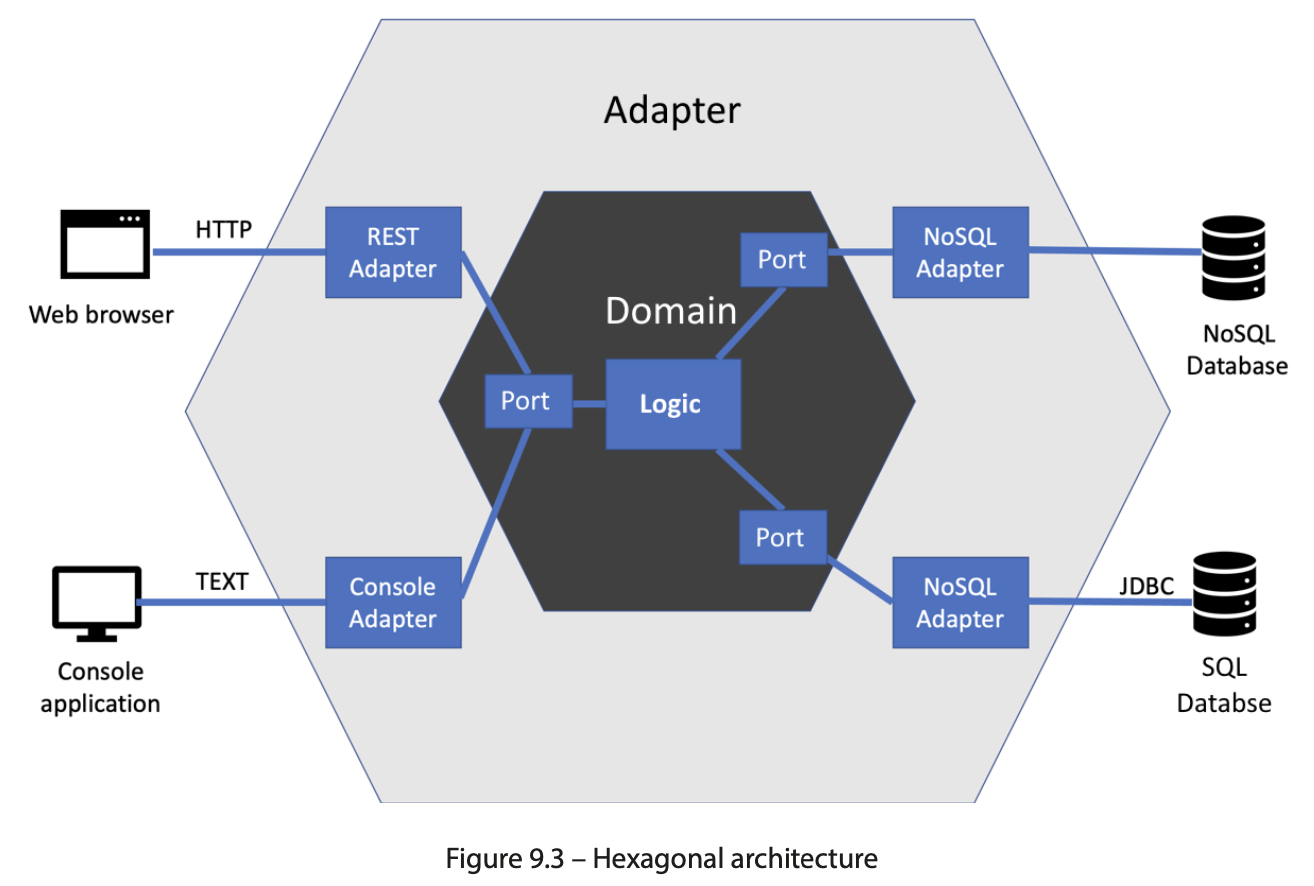 Adapter
HTTP
REST
Adapter
Port
NoSQL
Adapter
Web browser
Domain
NoSQL
Database
Port
Logic
Port
TEXT
Console
Adapter
NoSQL
Adapter
JDBC
Console
application
SQL
Databse
Figure 9.3 – Hexagonal architecture